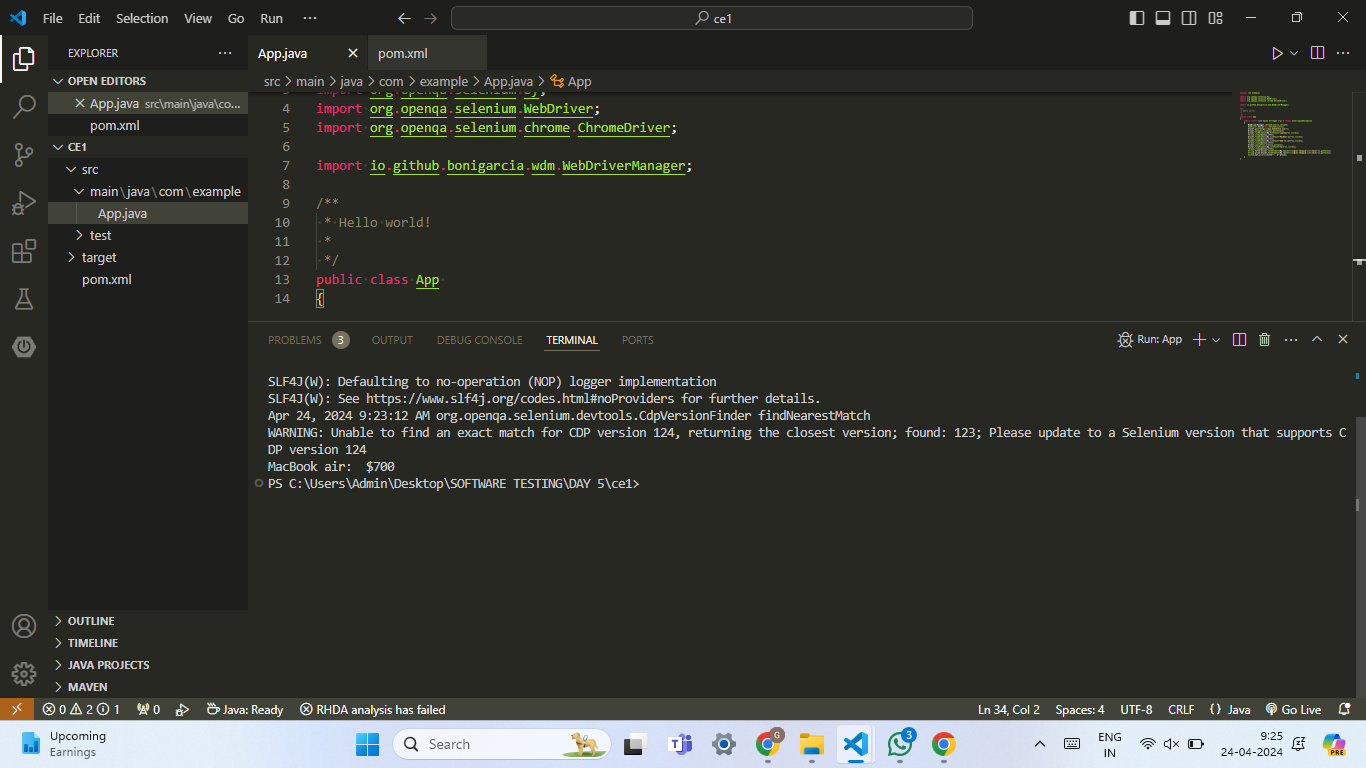 File Edit Selection View Go Run ··· ce1
EXPLORER ···
OPEN EDITORS
App.java src\main\java\co...
pom.xml
CE1
src
main\java\com\example
App.java
test
target
pom.xml
OUTLINE
TIMELINE
JAVA PROJECTS
MAVEN
App.java pom.xml
src > main > java > com > example > App.java > App
3 import org.openqa.selenium.By;
4 import org.openqa.selenium.WebDriver;
5 import org.openqa.selenium.chrome.ChromeDriver;
6
7 import io.github.bonigarcia.wdm.WebDriverManager;
8
9 /**
10 * Hello world!
11 *
12 */
13 public class App
14 {
PROBLEMS 3 OUTPUT DEBUG CONSOLE TERMINAL PORTS Run: App
SLF4J(W): Defaulting to no-operation (NOP) logger implementation
SLF4J(W): See https://www.slf4j.org/codes.html#noProviders for further details.
Apr 24, 2024 9:23:12 AM org.openqa.selenium.devtools.CdpVersionFinder findNearestMatch
WARNING: Unable to find an exact match for CDP version 124, returning the closest version; found: 123; Please update to a Selenium version that supports C
DP version 124
MacBook air:  $700
PS C:\Users\Admin\Desktop\SOFTWARE TESTING\DAY 5\ce1>
0 2 1 0 Java: Ready RHDA analysis has failed Ln 34, Col 2 Spaces: 4 UTF-8 CRLF {} Java Go Live
Upcoming
Earnings
Search
G
3
PRE
ENG
IN
9:25
24-04-2024